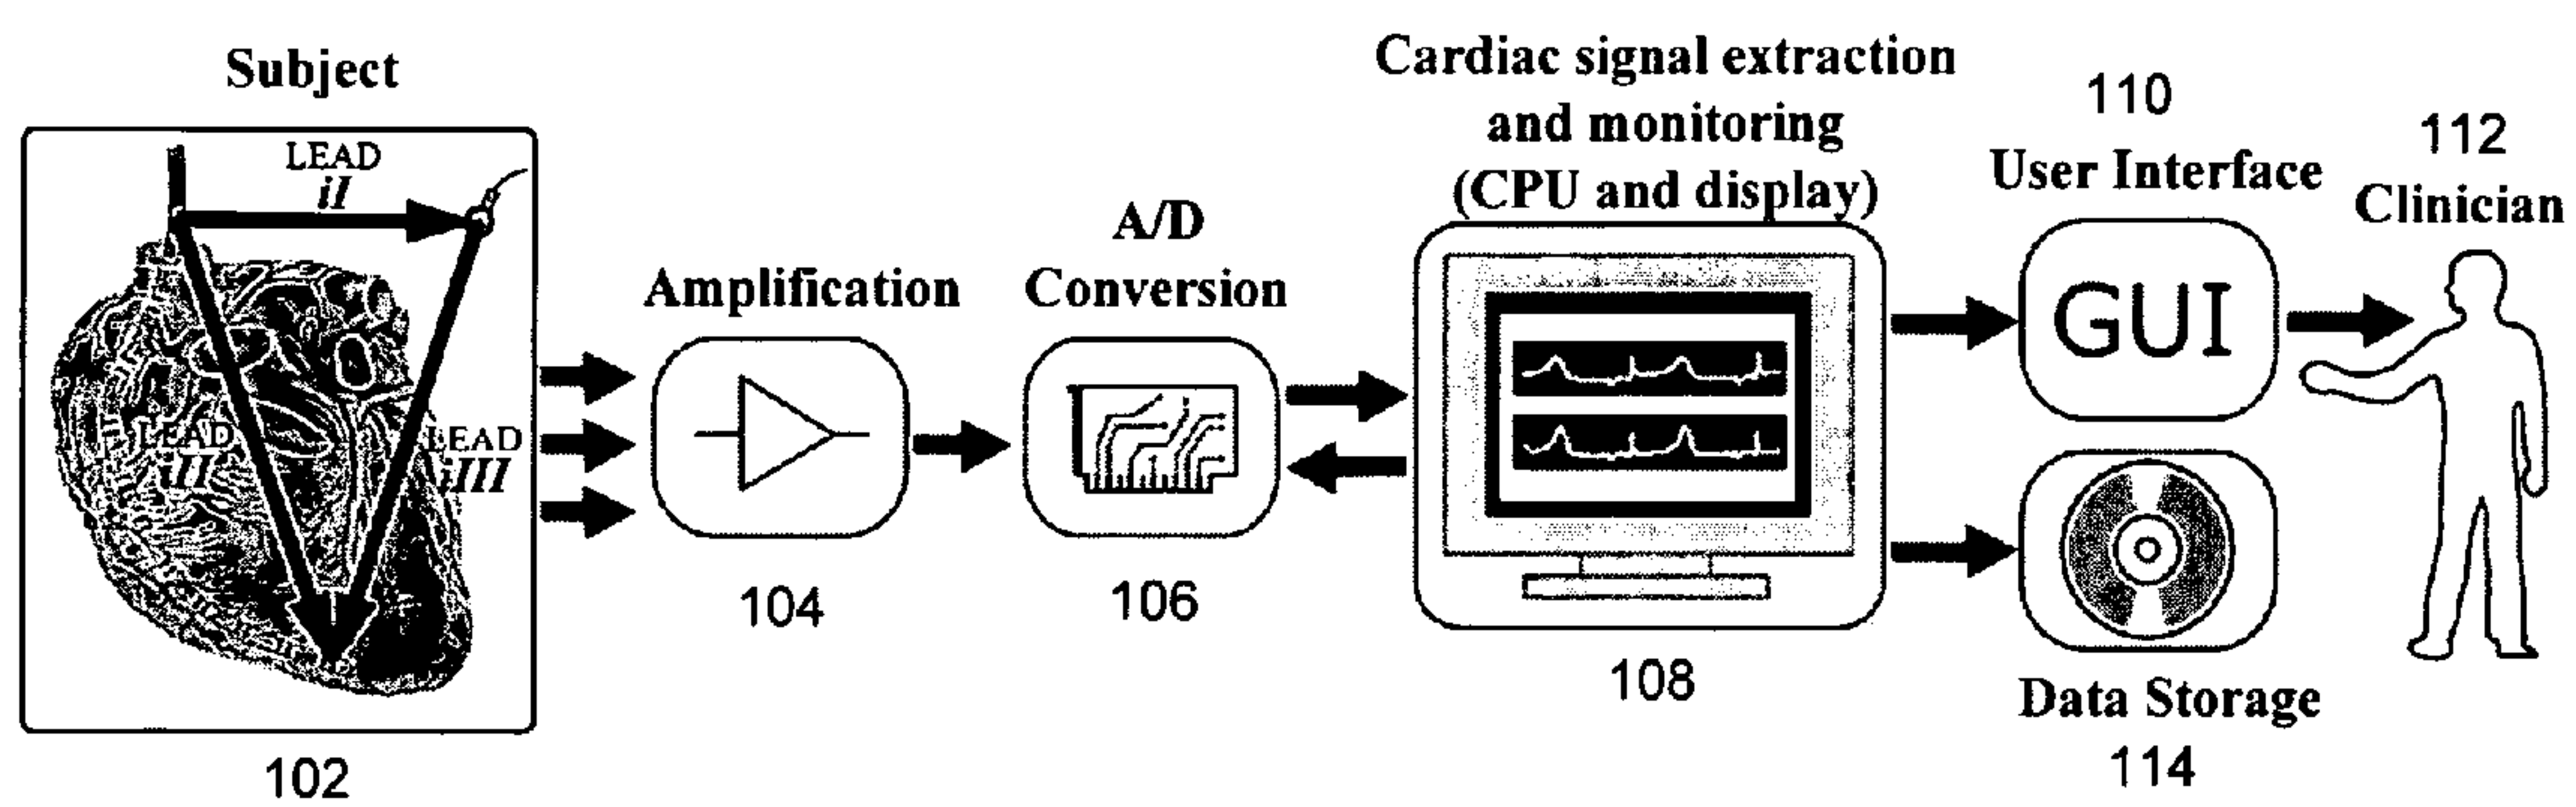 Subject
LEAD
iI
LEAD
iII
LEAD
iIII
102
Amplification
104
A/D
Conversion
106
Cardiac signal extraction
and monitoring
(CPU and display)
108
110
User Interface
GUI
112
Clinician
Data Storage
114